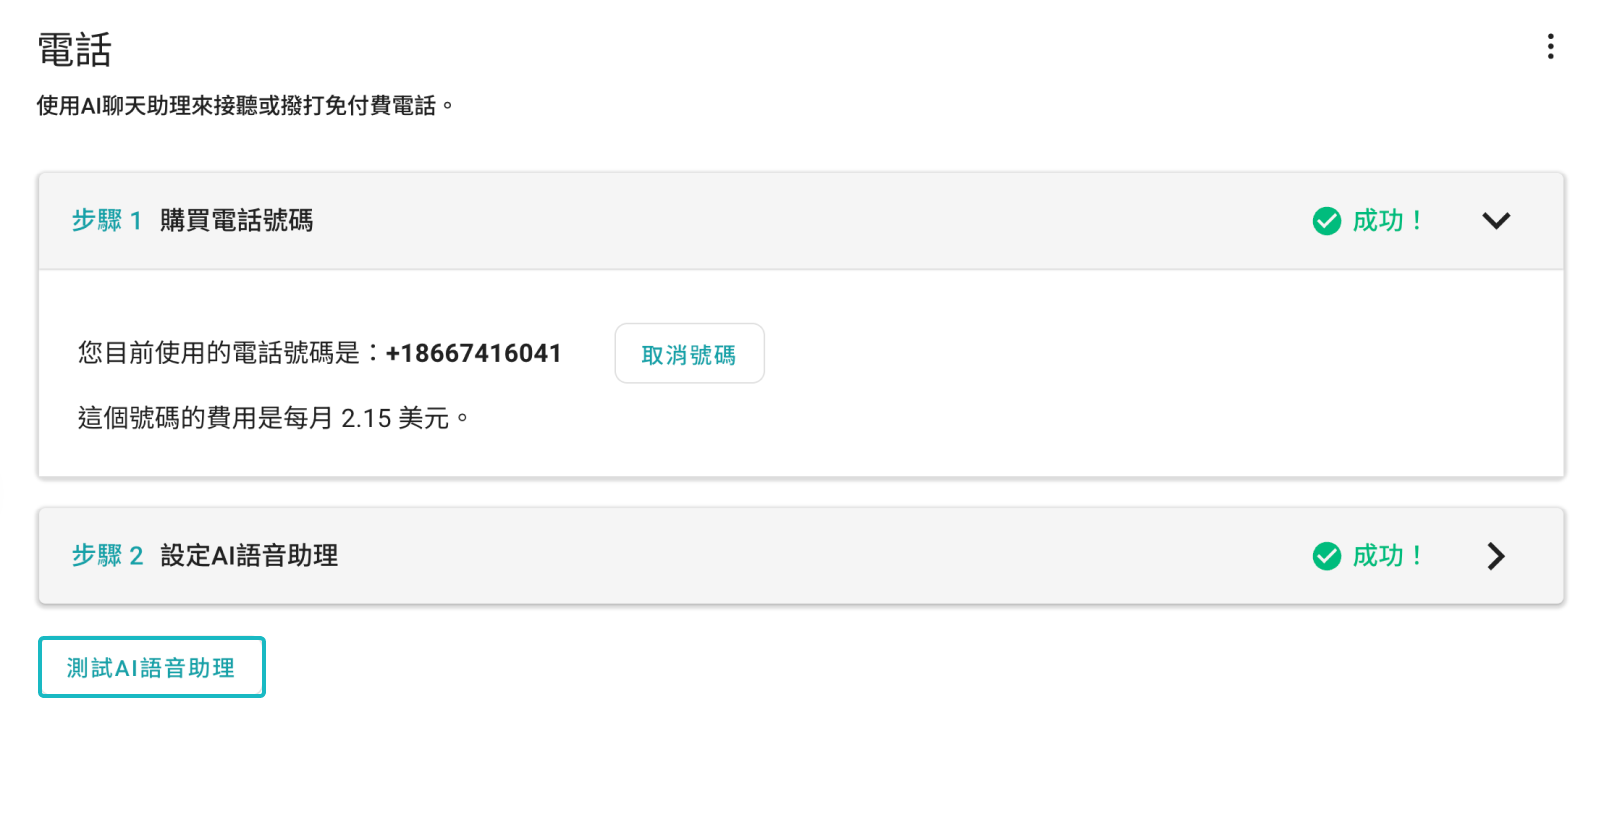 電話
使用AI聊天助理來接聽或撥打免付費電話。
步驟 1 購買電話號碼 成功！
您目前使用的電話號碼是：+18667416041 取消號碼
這個號碼的費用是每月 2.15 美元。
步驟 2 設定AI語音助理 成功！
測試AI語音助理